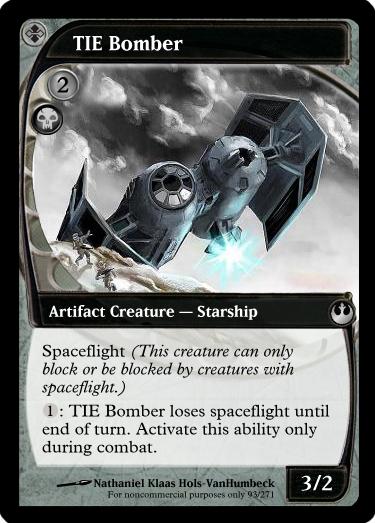 TIE Bomber
2
Artifact Creature — Starship
Spaceflight (This creature can only
block or be blocked by creatures with
spaceflight.)
1: TIE Bomber loses spaceflight until
end of turn. Activate this ability only
during combat.
Nathaniel Klaas Hols-VanHumbeck
For noncommercial purposes only 93/271
3/2